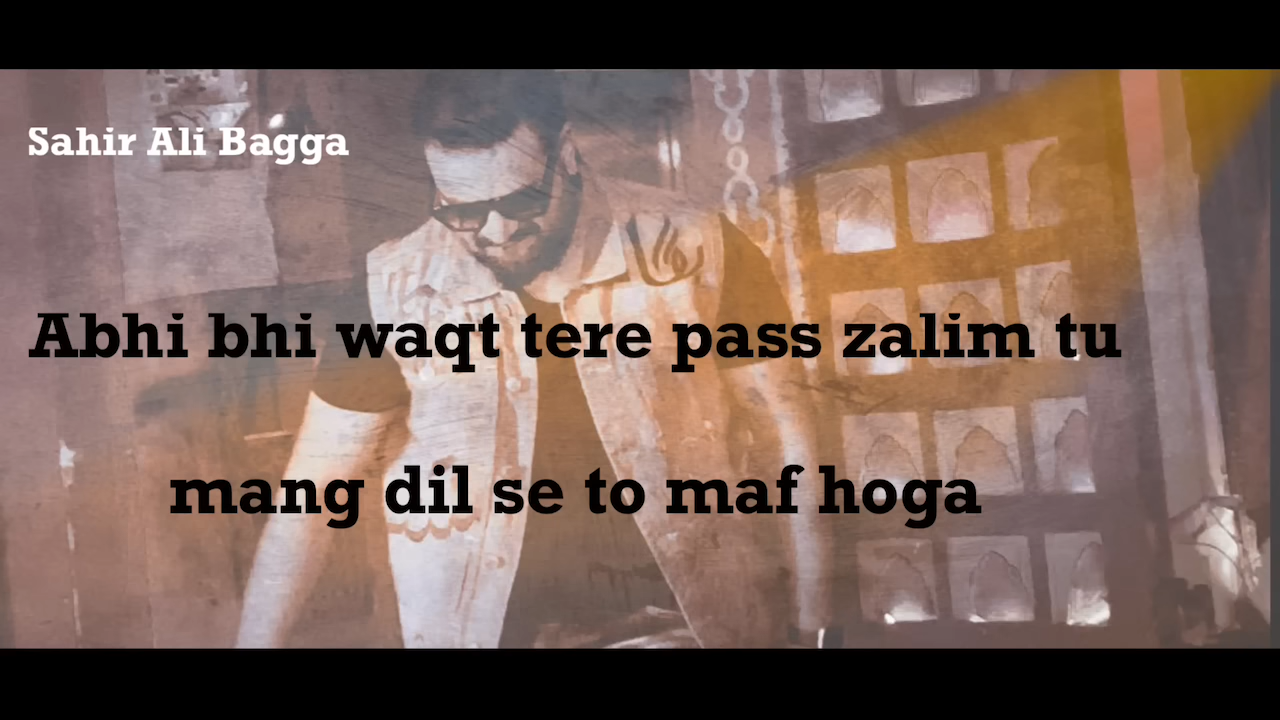 Sahir Ali Bagga
Abhi bhi waqt tere pass zalim tu
mang dil se to maf hoga